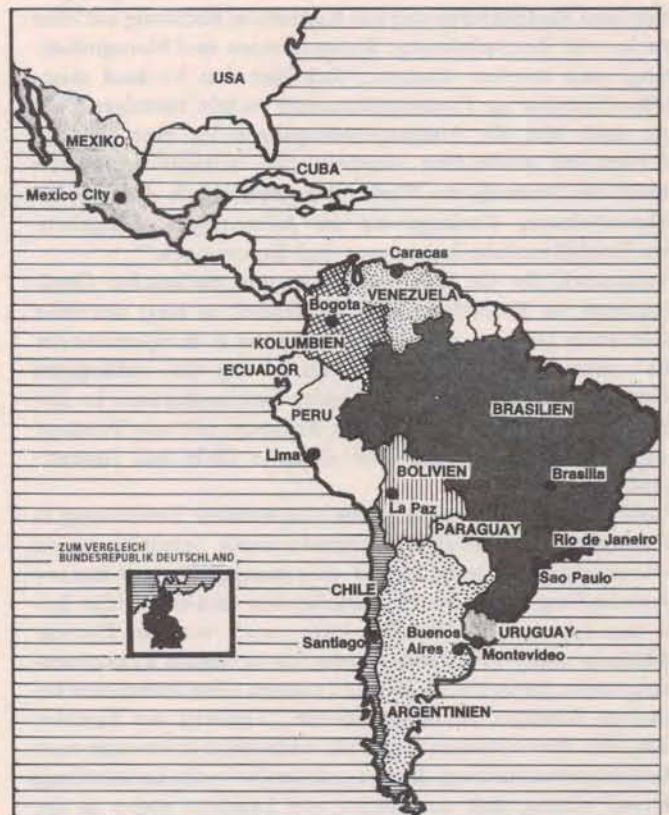 USA
MEXIKO
CUBA
Mexico City
Caracas
VENEZUELA
Bogota
KOLUMBIEN
ECUADOR
BRASILIEN
PERU
Lima
BOLIVIEN
Brasilia
La Paz
PARAGUAY
Rio de Janeiro
ZUM VERGLEICH
BUNDESREPUBLIK DEUTSCHLAND
Sao Paulo
CHILE
Santiago
Buenos
Aires
URUGUAY
Montevideo
ARGENTINIEN